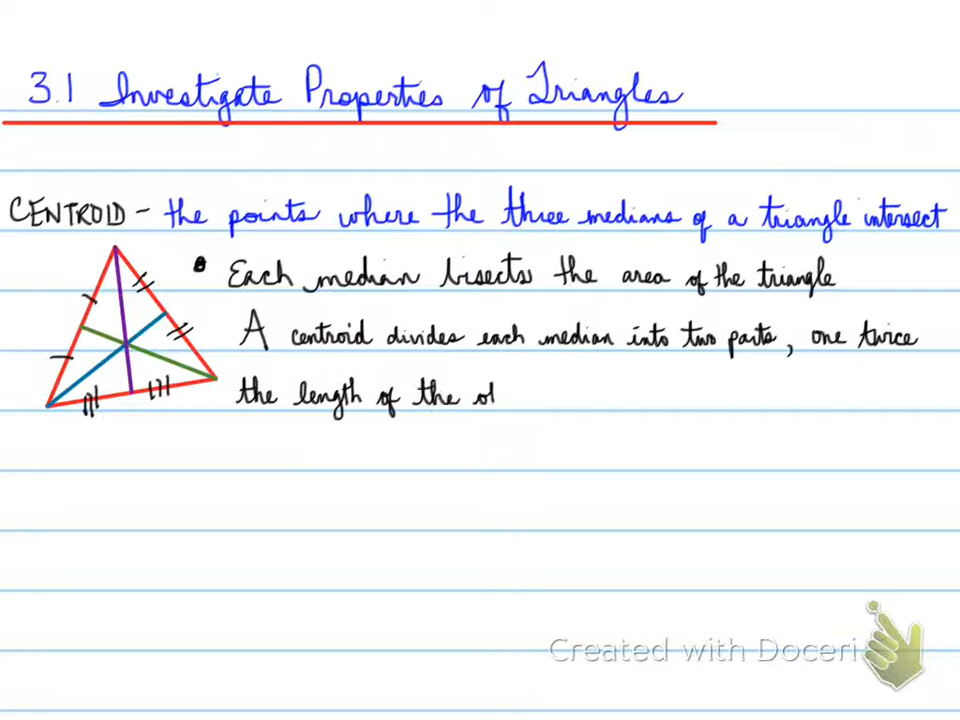 3.1 Investigate Properties of Triangles
CENTROID - the points where the three medians of a triangle intersect
• Each median bisects the area of the triangle
A centroid divides each median into two parts, one twice
the length of the ot
Created with Doceri